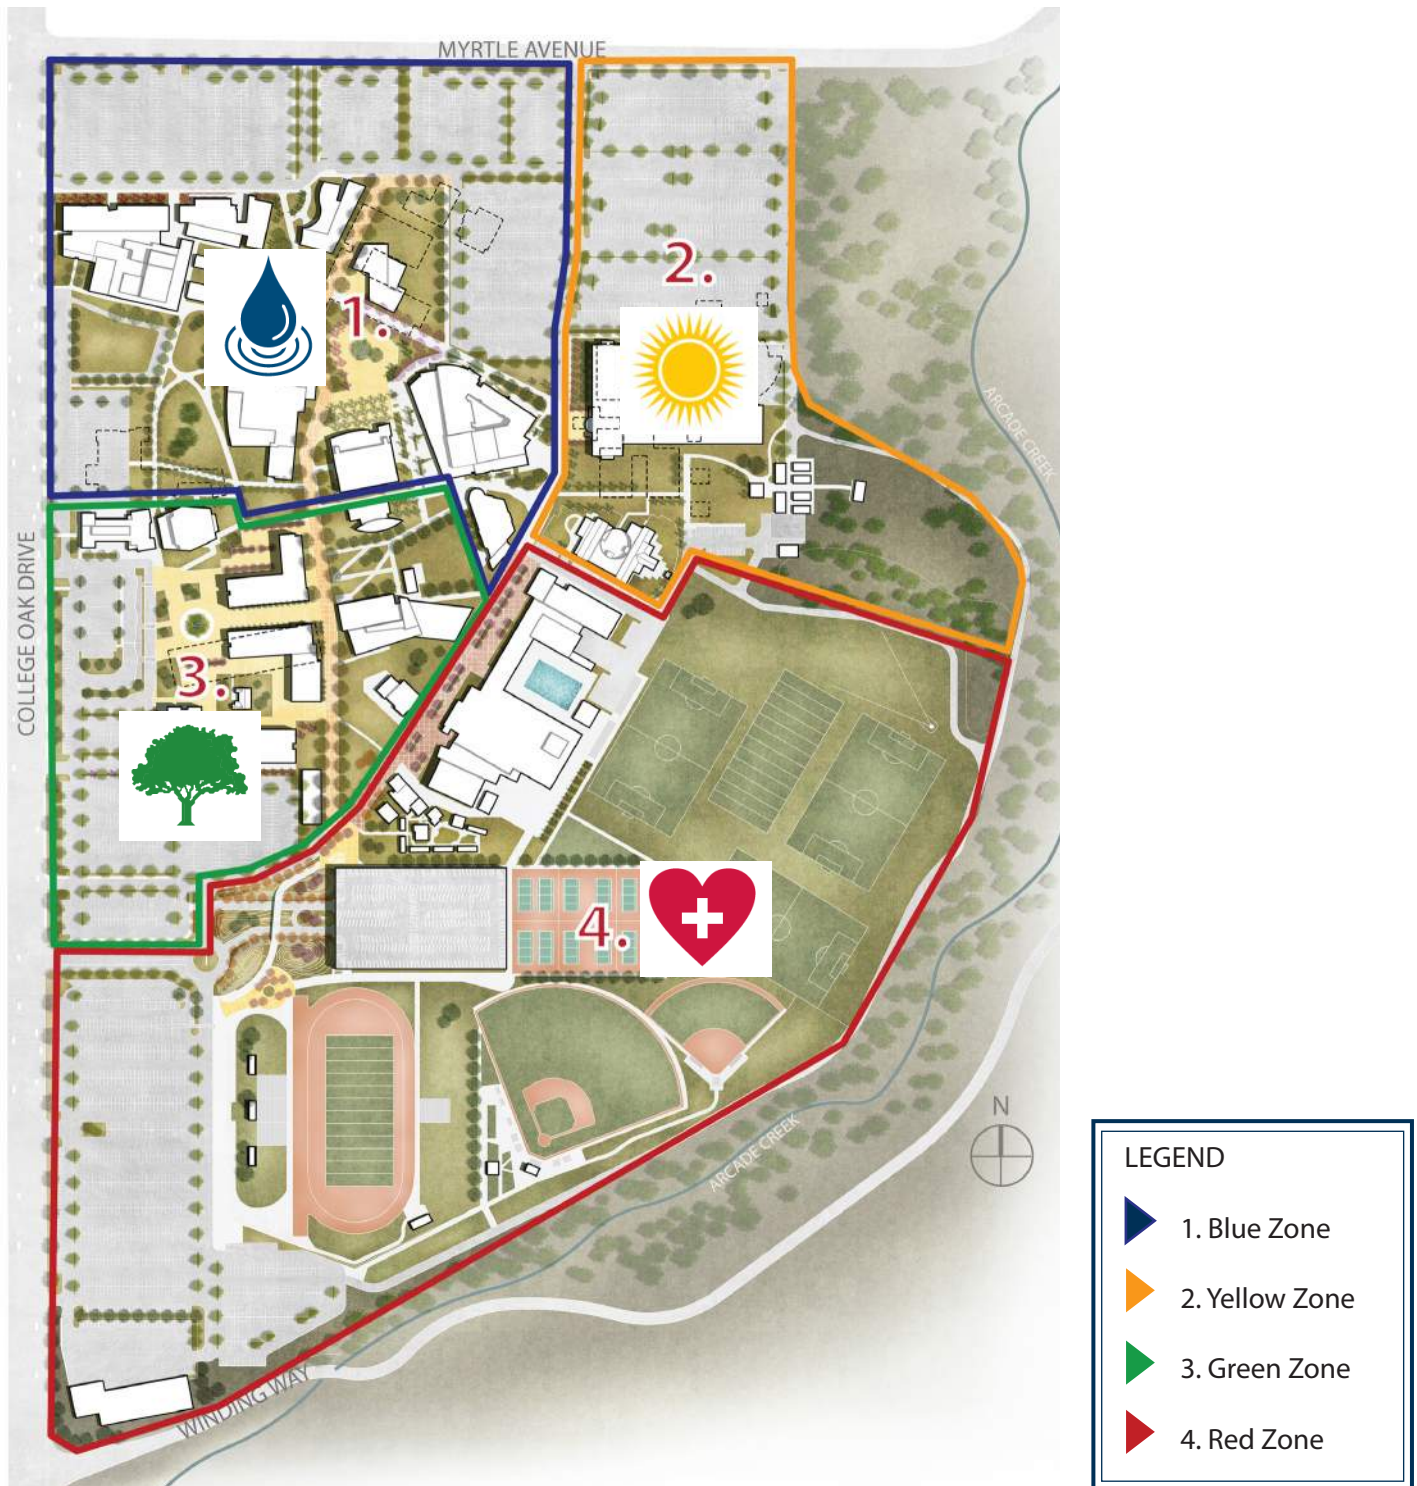 MYRTLE AVENUE
2.
1.
ARCADE CREEK
COLLEGE OAK DRIVE
3.
4.
N
ARCADE CREEK
WINDING WAY
LEGEND
1. Blue Zone
2. Yellow Zone
3. Green Zone
4. Red Zone